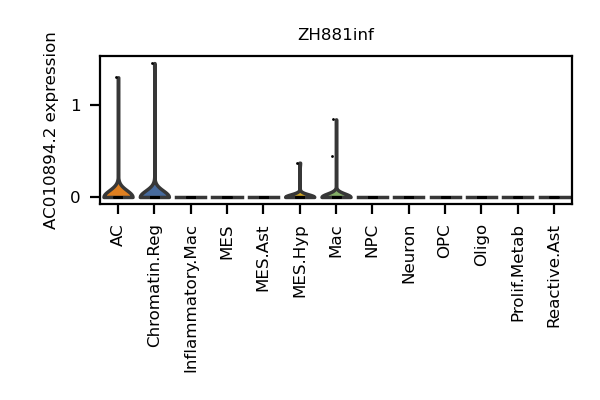 ZH881inf
AC010894.2 expression
1
0
AC
Chromatin.Reg
Inflammatory.Mac
MES
MES.Ast
MES.Hyp
Mac
NPC
Neuron
OPC
Oligo
Prolif.Metab
Reactive.Ast